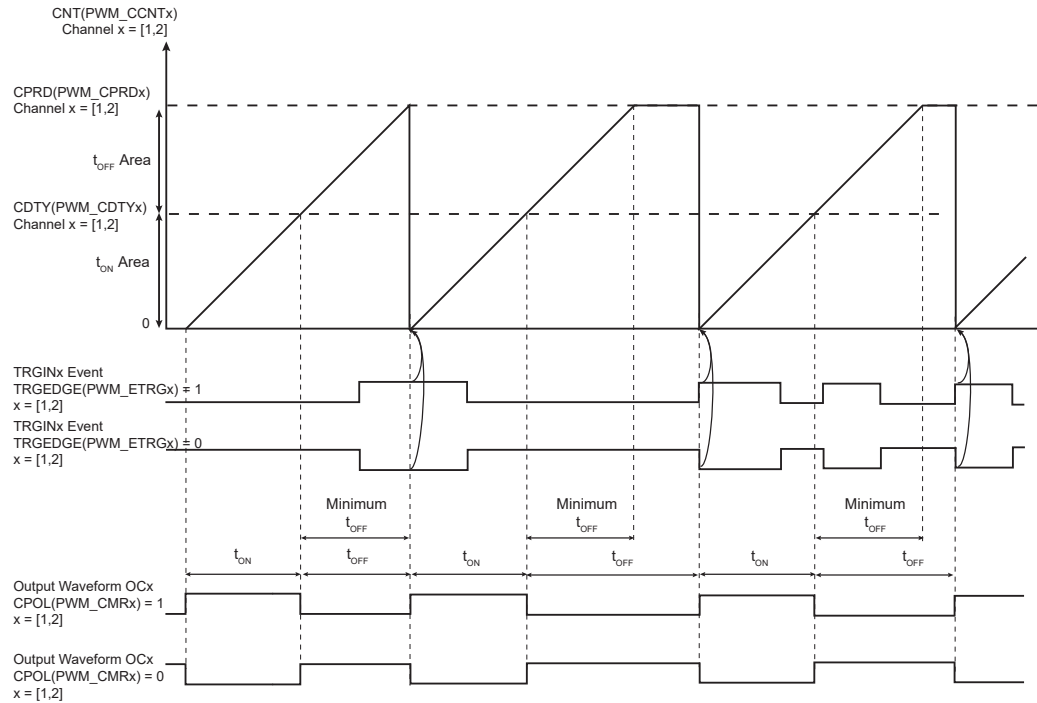 CNT(PWM_CCNTx)
Channel x = [1,2]
CPRD(PWM_CPRDx)
Channel x = [1,2]
tOFF Area
CDTY(PWM_CDTYx)
Channel x = [1,2]
tON Area
0
TRGINx Event
TRGEDGE(PWM_ETRGx) = 1
x = [1,2]
TRGINx Event
TRGEDGE(PWM_ETRGx) = 0
x = [1,2]
Minimum Minimum Minimum
tOFF tOFF tOFF
tON tOFF tON tOFF tON tOFF
Output Waveform OCx
CPOL(PWM_CMRx) = 1
x = [1,2]
Output Waveform OCx
CPOL(PWM_CMRx) = 0
x = [1,2]